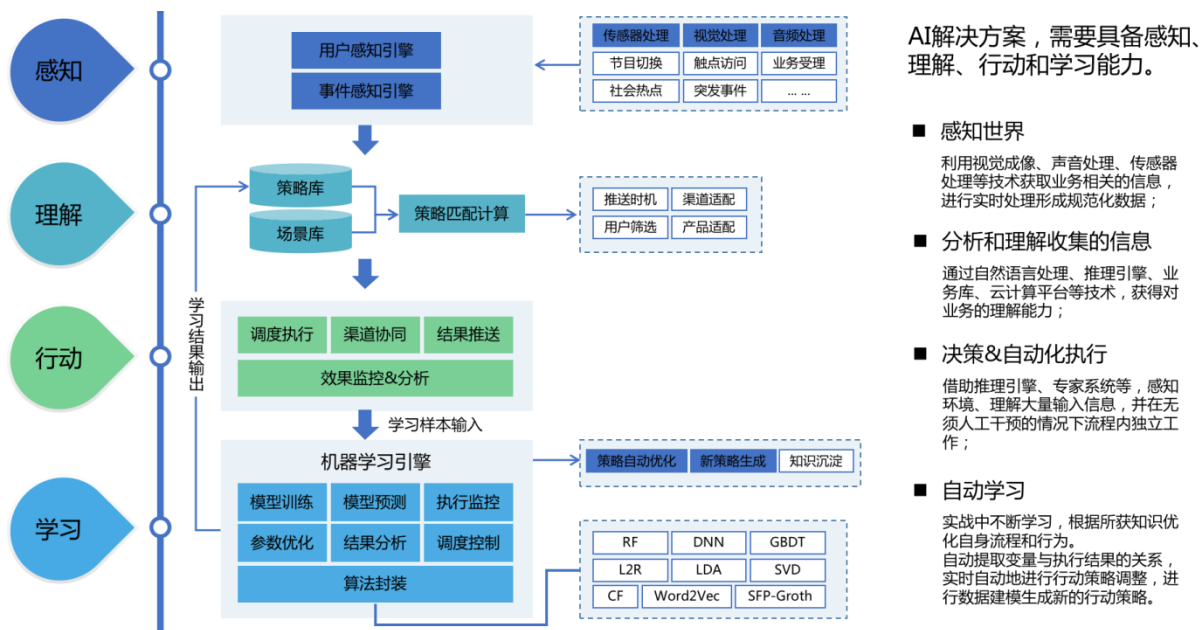 感知
用户感知引擎
事件感知引擎
传感器处理 视觉处理 音频处理
节目切换 触点访问 业务受理
社会热点 突发事件 ... ...
理解
策略库
场景库
策略匹配计算
推送时机 渠道适配
用户筛选 产品适配
学习结果输出
行动
调度执行 渠道协同 结果推送
效果监控&分析
学习样本输入
学习
机器学习引擎
模型训练 模型预测 执行监控
参数优化 结果分析 调度控制
算法封装
策略自动优化 新策略生成 知识沉淀
RF DNN GBDT
L2R LDA SVD
CF Word2Vec SFP-Groth
AI解决方案，需要具备感知、
理解、行动和学习能力。
■ 感知世界
利用视觉成像、声音处理、传感器
处理等技术获取业务相关的信息，
进行实时处理形成规范化数据；
■ 分析和理解收集的信息
通过自然语言处理、推理引擎、业
务库、云计算平台等技术，获得对
业务的理解能力；
■ 决策&自动化执行
借助推理引擎、专家系统等，感知
环境、理解大量输入信息，并在无
须人工干预的情况下流程内独立工
作；
■ 自动学习
实战中不断学习，根据所获知识优
化自身流程和行为。
自动提取变量与执行结果的关系，
实时自动地进行行动策略调整，进
行数据建模生成新的行动策略。